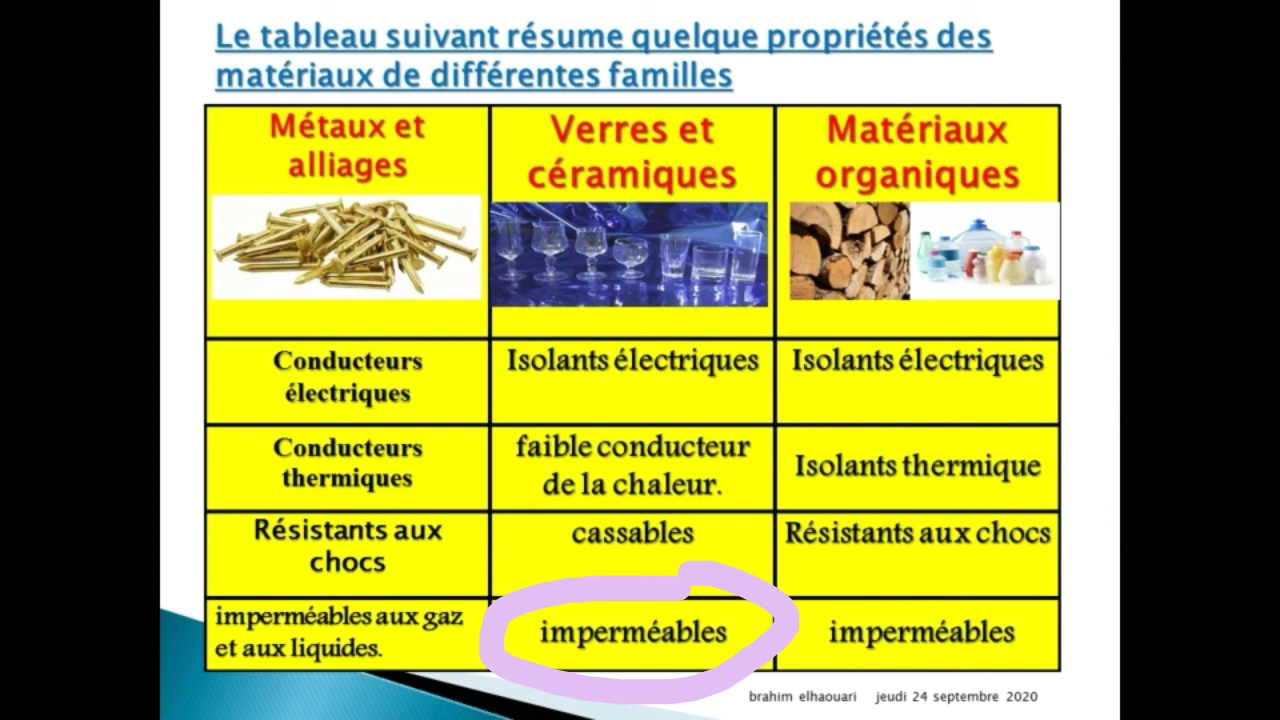 Le tableau suivant résume quelque propriétés des
matériaux de différentes familles
Métaux et
alliages
Verres et
céramiques
Matériaux
organiques
Conducteurs
électriques
Isolants électriques
Isolants électriques
Conducteurs
thermiques
faible conducteur
de la chaleur.
Isolants thermique
Résistants aux
chocs
cassables
Résistants aux chocs
imperméables aux gaz
et aux liquides.
imperméables
imperméables
brahim elhaouari jeudi 24 septembre 2020